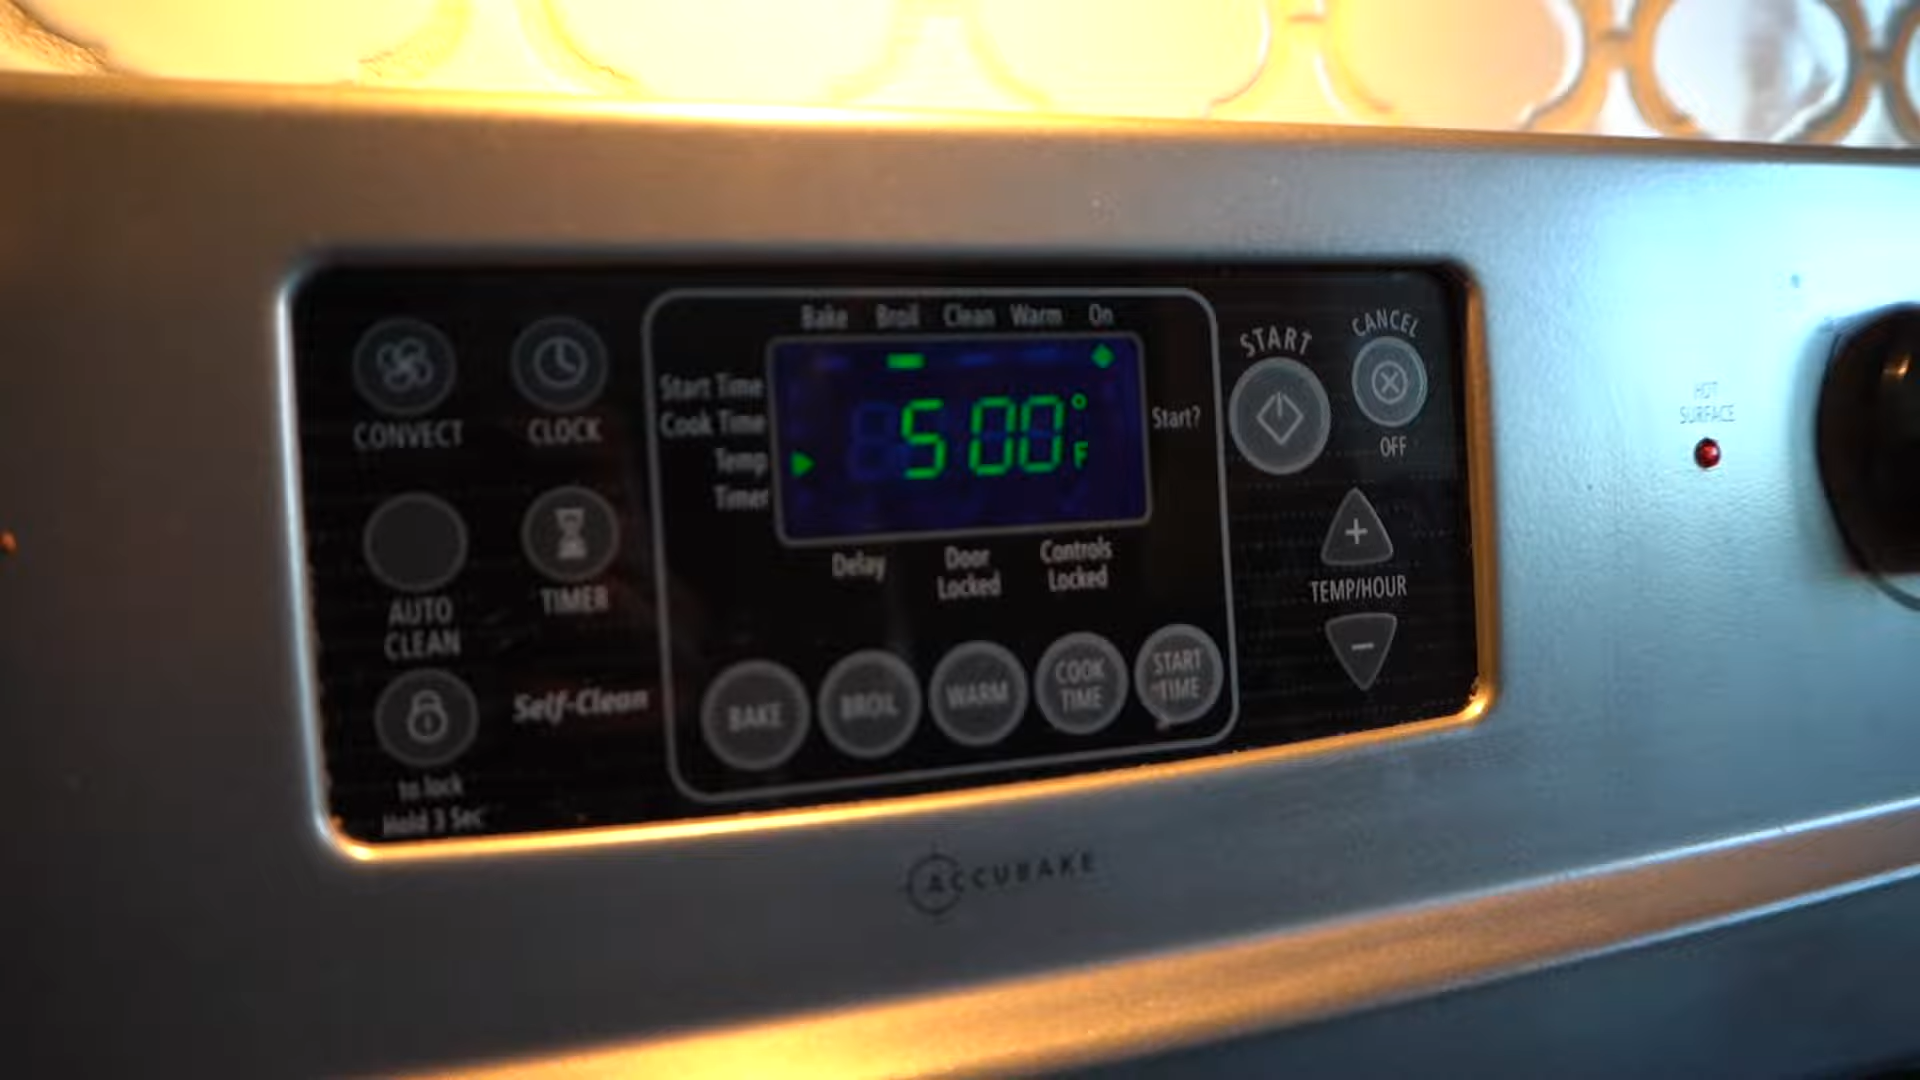 Bake Broil Clean Warm On
Start Time
Cook Time
Temp
Timer
500°F
Start?
Delay
Door
Locked
Controls
Locked
CONVECT
CLOCK
AUTO
CLEAN
TIMER
Self-Clean
to lock
Hold 3 Sec
BAKE
BROIL
WARM
COOK
TIME
START
TIME
START
CANCEL
OFF
+
TEMP/HOUR
−
HOT
SURFACE
ACCUBAKE